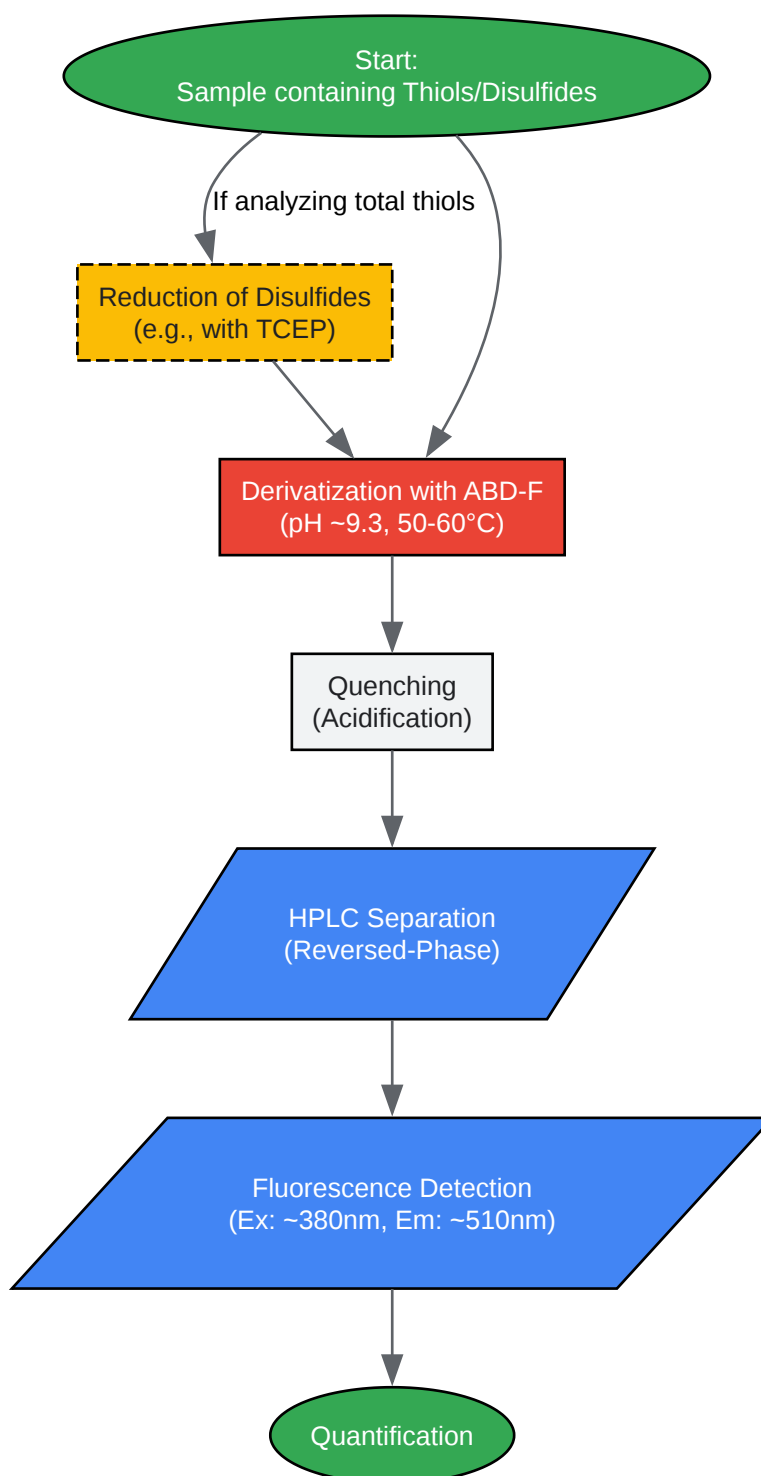 Start:
Sample containing Thiols/Disulfides
If analyzing total thiols
Reduction of Disulfides
(e.g., with TCEP)
Derivatization with ABD-F
(pH ~9.3, 50-60°C)
Quenching
(Acidification)
HPLC Separation
(Reversed-Phase)
Fluorescence Detection
(Ex: ~380nm, Em: ~510nm)
Quantification